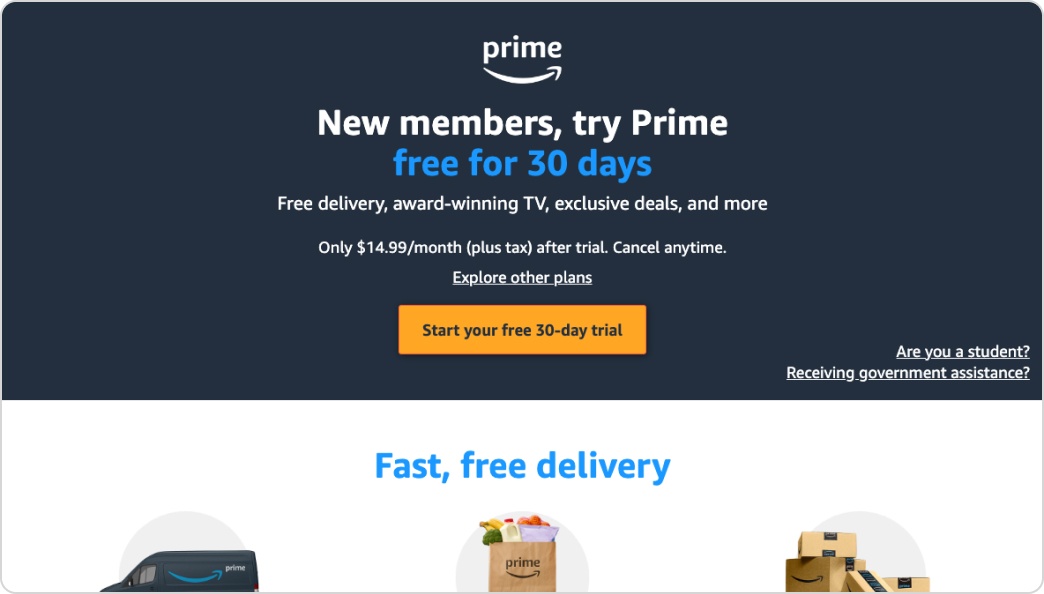 prime
New members, try Prime
free for 30 days
Free delivery, award-winning TV, exclusive deals, and more
Only $14.99/month (plus tax) after trial. Cancel anytime.
Explore other plans
Start your free 30-day trial
Are you a student?
Receiving government assistance?
Fast, free delivery
prime
prime